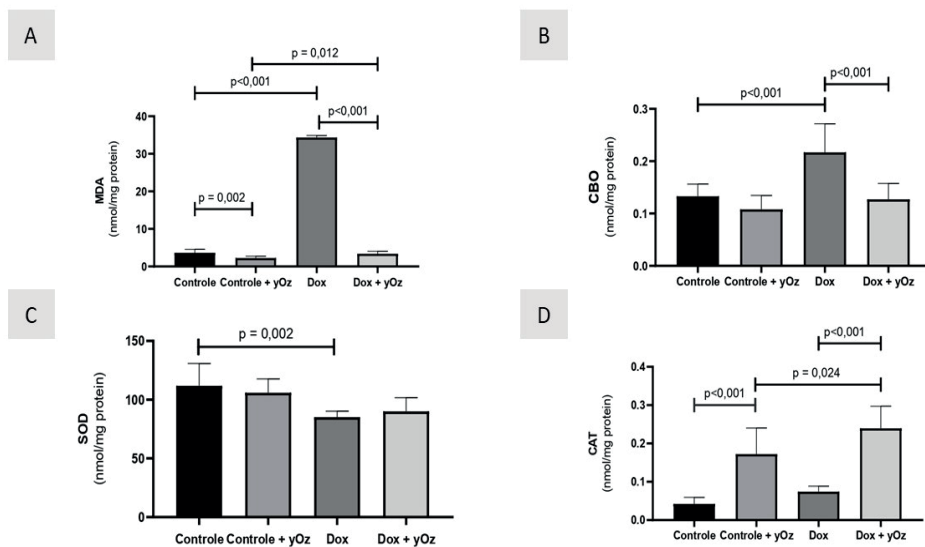 A
p = 0,012
p<0,001
p<0,001
p = 0,002
MDA
(nmol/mg protein)
40
30
20
10
0
Controle Controle + yOz Dox Dox + yOz
B
p<0,001
p<0,001
CBO
(nmol/mg protein)
0.3
0.2
0.1
0.0
Controle Controle + yOz Dox Dox + yOz
C
p = 0,002
SOD
(nmol/mg protein)
150
100
50
0
Controle Controle + yOz Dox Dox + yOz
D
p<0,001
p = 0,024
p<0,001
CAT
(nmol/mg protein)
0.4
0.3
0.2
0.1
0.0
Controle Controle + yOz Dox Dox + yOz